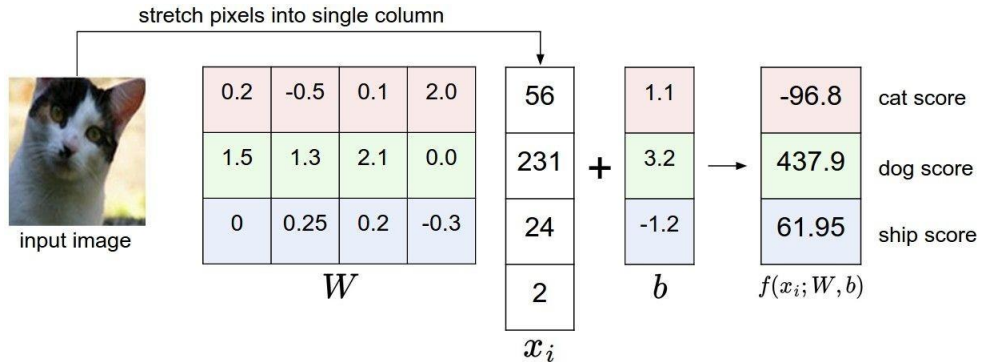 stretch pixels into single column
0.2 -0.5 0.1 2.0 56 1.1 -96.8 cat score
1.5 1.3 2.1 0.0 231 + 3.2 → 437.9 dog score
0 0.25 0.2 -0.3 24 -1.2 61.95 ship score
input image
W 2 b f(x_i; W, b)
x_i